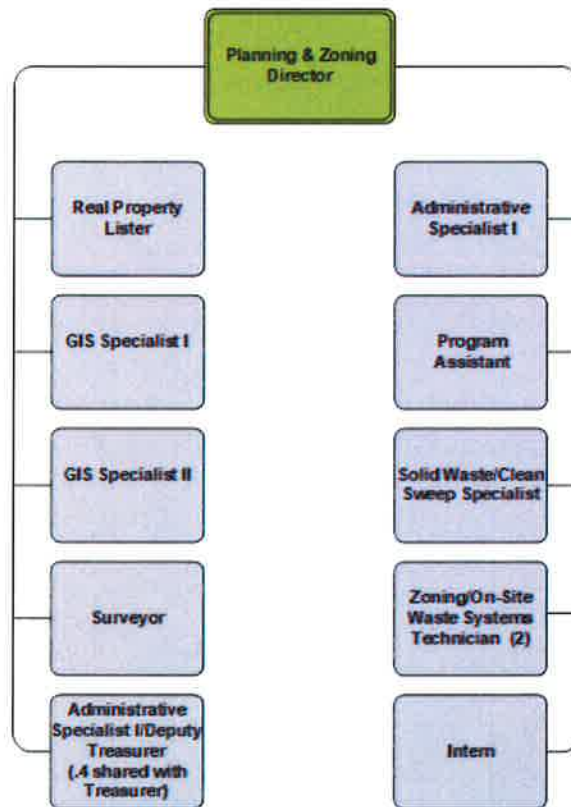 Planning & Zoning
Director
Real Property
Lister
GIS Specialist I
GIS Specialist II
Surveyor
Administrative
Specialist I/Deputy
Treasurer
(.4 shared with
Treasurer)
Administrative
Specialist I
Program
Assistant
Solid Waste/Clean
Sweep Specialist
Zoning/On-Site
Waste Systems
Technician (2)
Intern